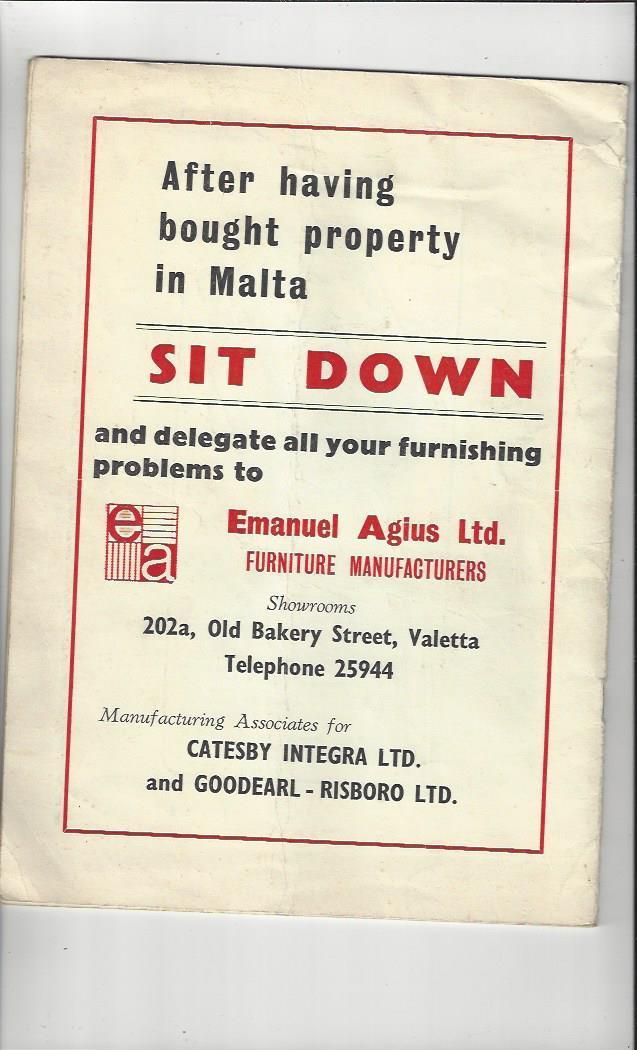 After having
bought property
in Malta
SIT DOWN
and delegate all your furnishing
problems to
ea
Emanuel Agius Ltd.
FURNITURE MANUFACTURERS
Showrooms
202a, Old Bakery Street, Valetta
Telephone 25944
Manufacturing Associates for
CATESBY INTEGRA LTD.
and GOODEARL - RISBORO LTD.